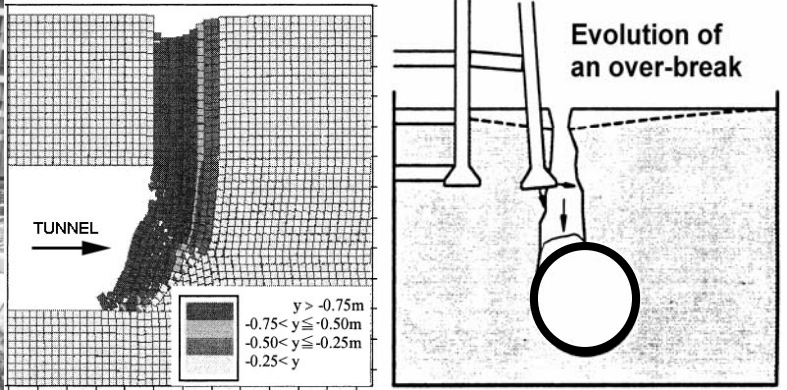 TUNNEL
y > -0.75m
-0.75< y ≦ -0.50m
-0.50< y ≦ -0.25m
-0.25< y
Evolution of
an over-break